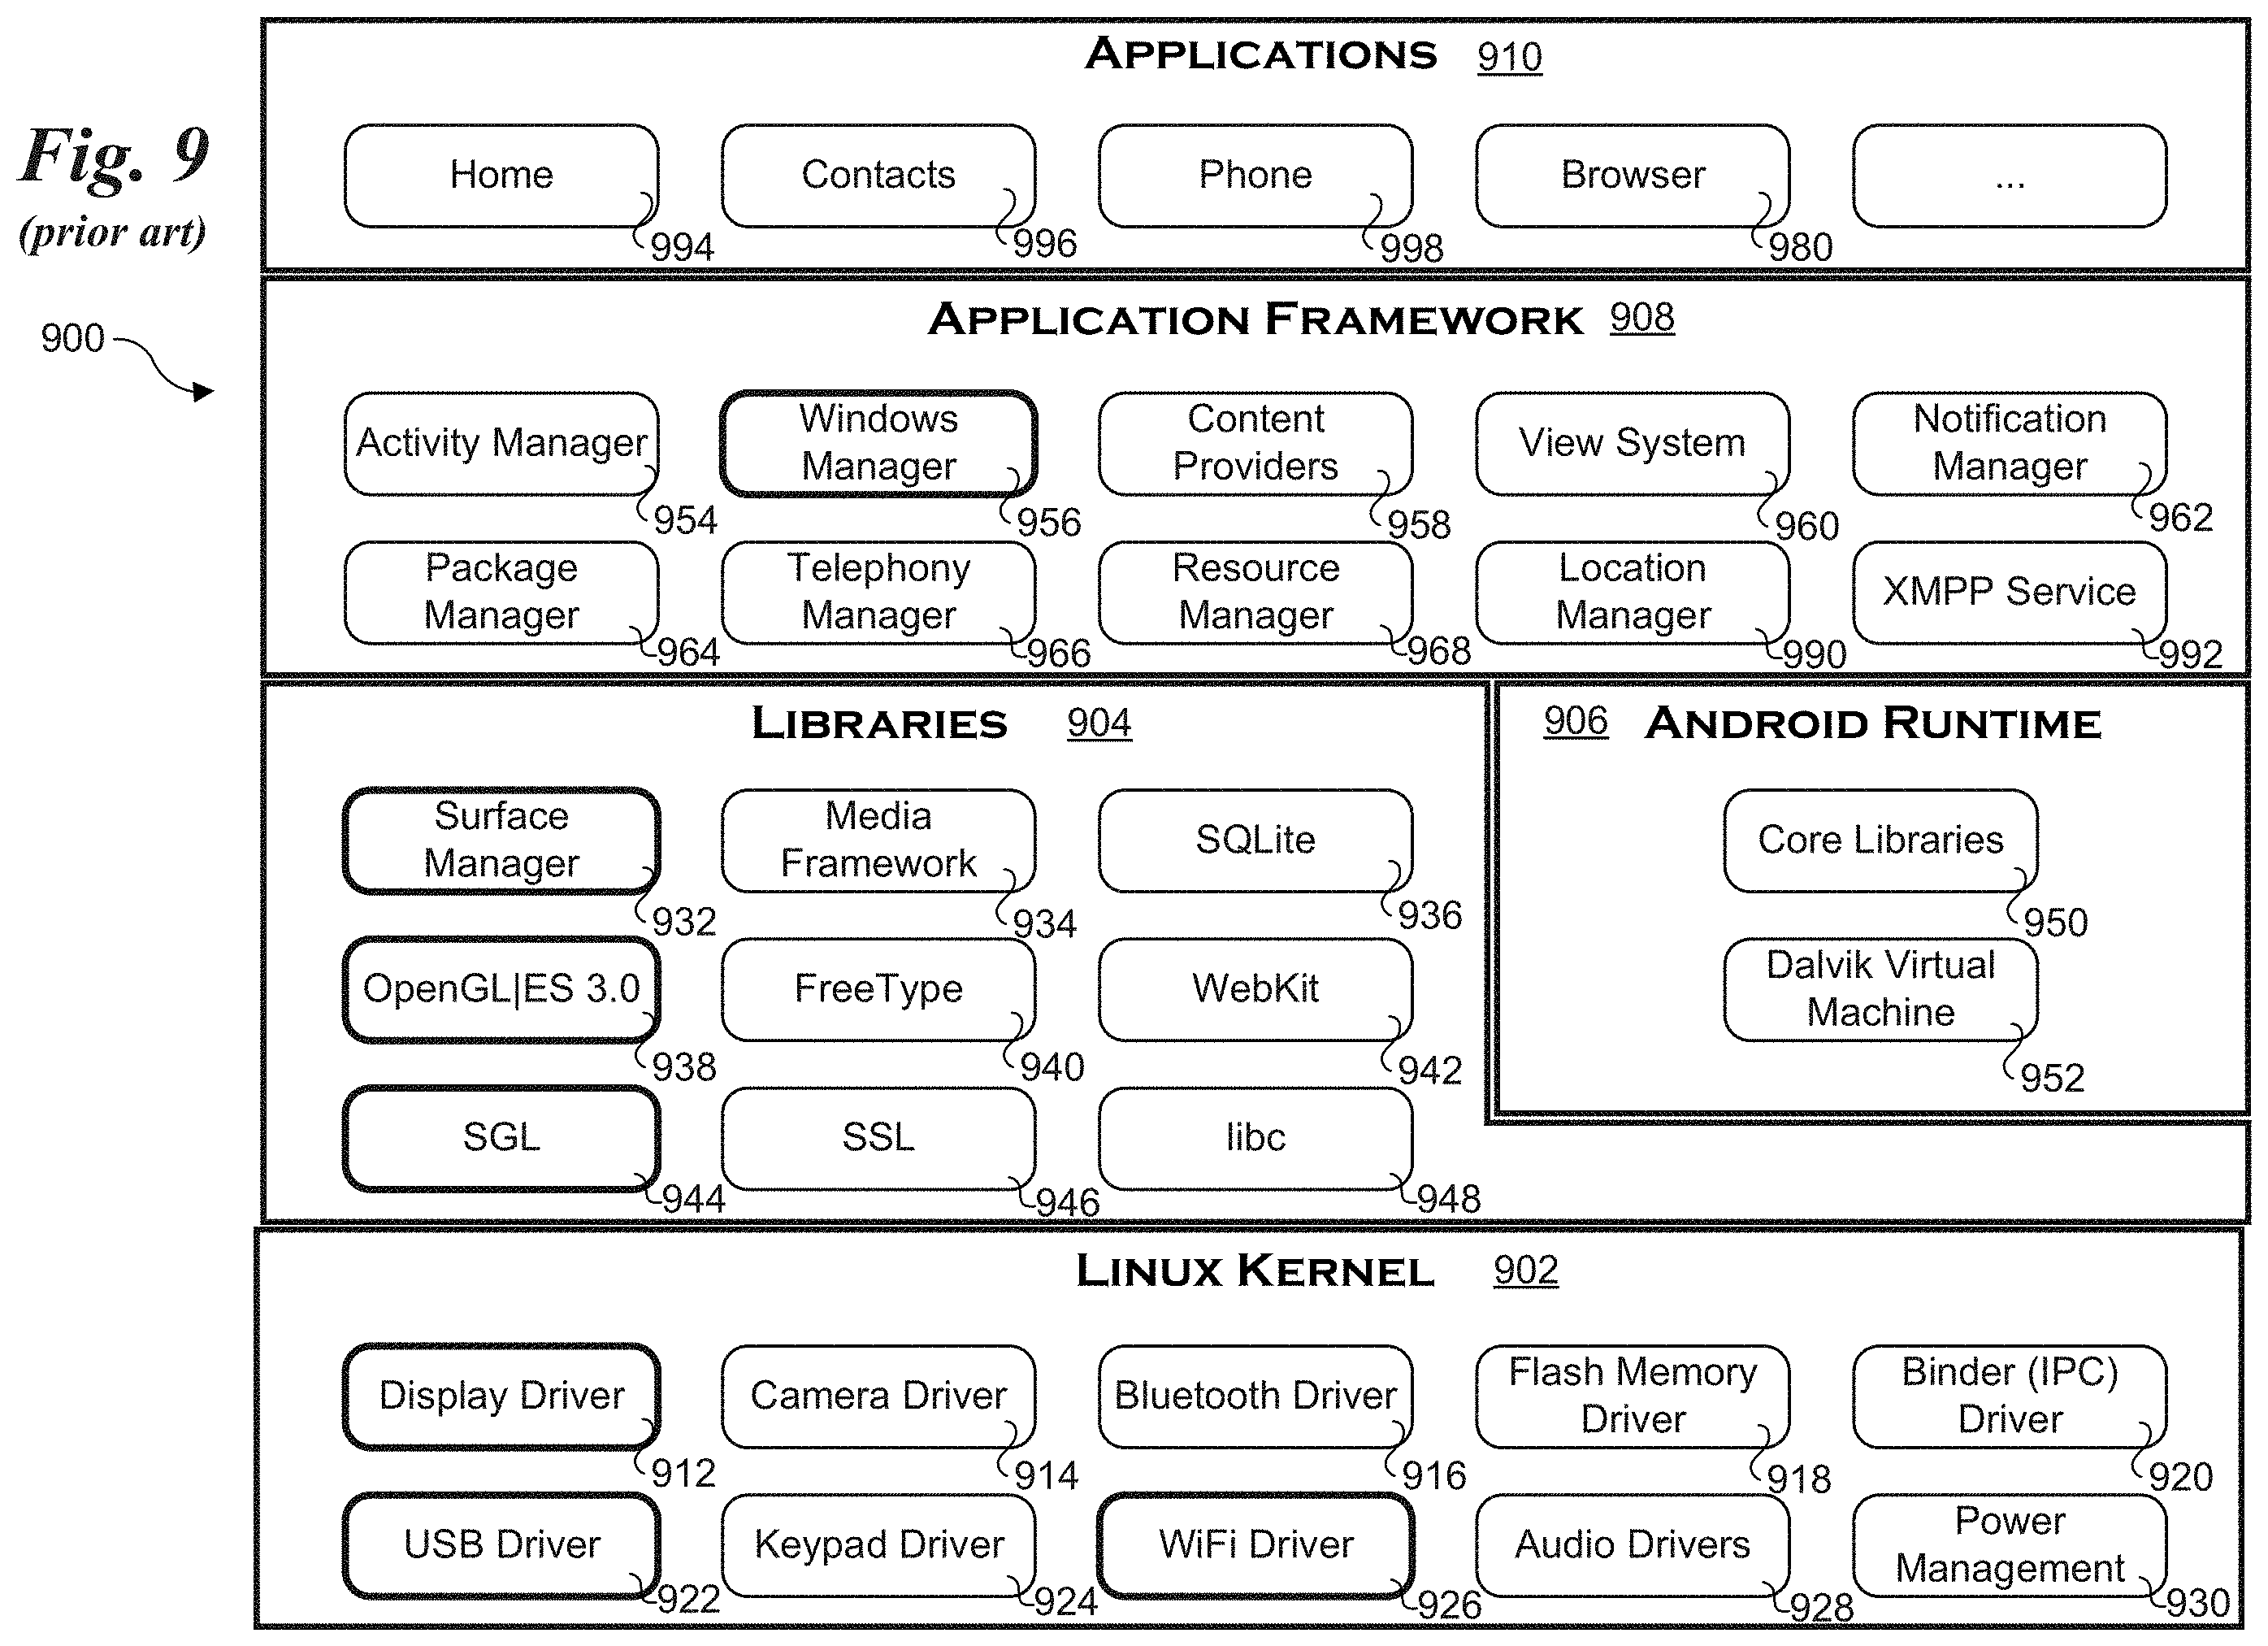 APPLICATIONS 910
Fig. 9
(prior art)
Home
Contacts
Phone
Browser
...
994
996
998
980
APPLICATION FRAMEWORK 908
900
Activity Manager
Windows
Manager
Content
Providers
View System
Notification
Manager
954
956
958
960
962
Package
Manager
Telephony
Manager
Resource
Manager
Location
Manager
XMPP Service
964
966
968
990
992
LIBRARIES 904
906 ANDROID RUNTIME
Surface
Manager
Media
Framework
SQLite
Core Libraries
932
934
936
950
OpenGL|ES 3.0
FreeType
WebKit
Dalvik Virtual
Machine
938
940
942
952
SGL
SSL
libc
944
946
948
LINUX KERNEL 902
Display Driver
Camera Driver
Bluetooth Driver
Flash Memory
Driver
Binder (IPC)
Driver
912
914
916
918
920
USB Driver
Keypad Driver
WiFi Driver
Audio Drivers
Power
Management
922
924
926
928
930